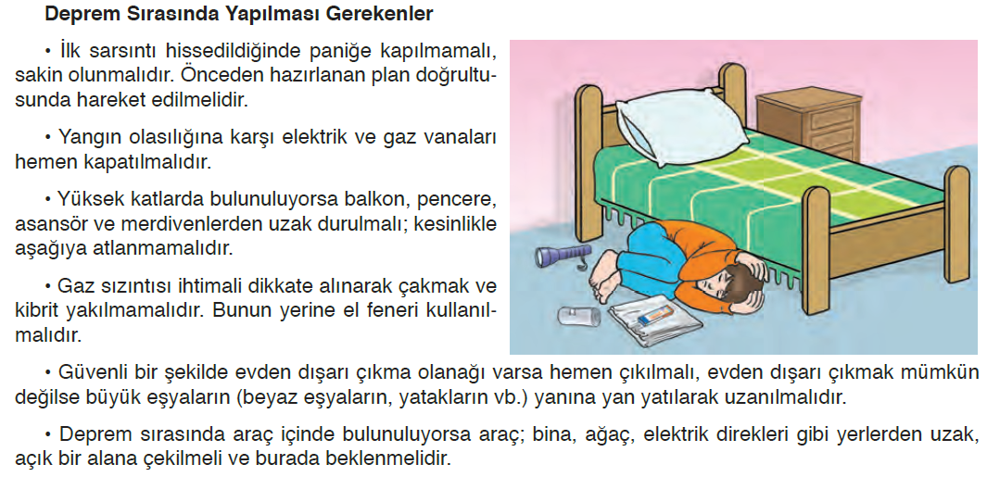 Deprem Sırasında Yapılması Gerekenler
• İlk sarsıntı hissedildiğinde paniğe kapılmamalı,
sakin olunmalıdır. Önceden hazırlanan plan doğrultu-
sunda hareket edilmelidir.
• Yangın olasılığına karşı elektrik ve gaz vanaları
hemen kapatılmalıdır.
• Yüksek katlarda bulunuluyorsa balkon, pencere,
asansör ve merdivenlerden uzak durulmalı; kesinlikle
aşağıya atlanmamalıdır.
• Gaz sızıntısı ihtimali dikkate alınarak çakmak ve
kibrit yakılmamalıdır. Bunun yerine el feneri kullanıl-
malıdır.
• Güvenli bir şekilde evden dışarı çıkma olanağı varsa hemen çıkılmalı, evden dışarı çıkmak mümkün
değilse büyük eşyaların (beyaz eşyaların, yatakların vb.) yanına yan yatılarak uzanılmalıdır.
• Deprem sırasında araç içinde bulunuluyorsa araç; bina, ağaç, elektrik direkleri gibi yerlerden uzak,
açık bir alana çekilmeli ve burada beklenmelidir.